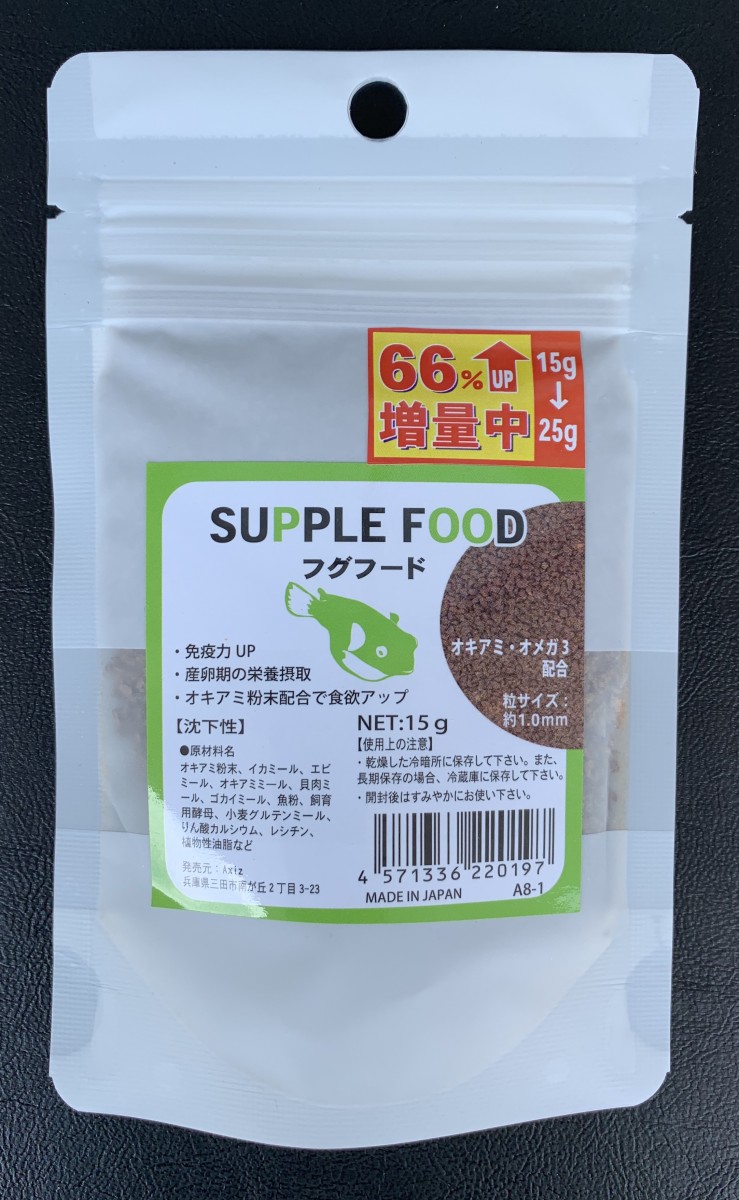 66% UP
増量中
15g
↓
25g
SUPPLE FOOD
フグフード
・免疫力 UP
・産卵期の栄養摂取
・オキアミ粉末配合で食欲アップ
オキアミ・オメガ3
配合
粒サイズ：
約1.0mm
【沈下性】
●原材料名
オキアミ粉末、イカミール、エビ
ミール、オキアミミール、貝肉ミ
ール、ゴカイミール、魚粉、飼育
用酵母、小麦グルテンミール、
りん酸カルシウム、レシチン、
植物性油脂など
発売元：Axiz
兵庫県三田市南が丘2丁目3-23
NET:15g
【使用上の注意】
・乾燥した冷暗所に保存して下さい。また、
長期保存の場合、冷蔵庫に保存して下さい。
・開封後はすみやかにお使い下さい。
4 571336 220197
MADE IN JAPAN A8-1